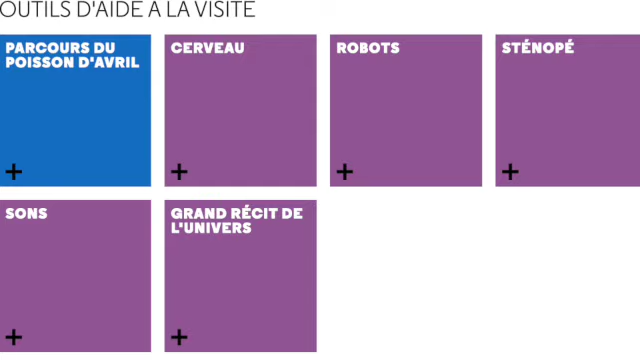 OUTILS D'AIDE A LA VISITE
PARCOURS DU
POISSON D'AVRIL
CERVEAU
ROBOTS
STÉNOPÉ
+
+
+
+
SONS
GRAND RÉCIT DE
L'UNIVERS
+
+